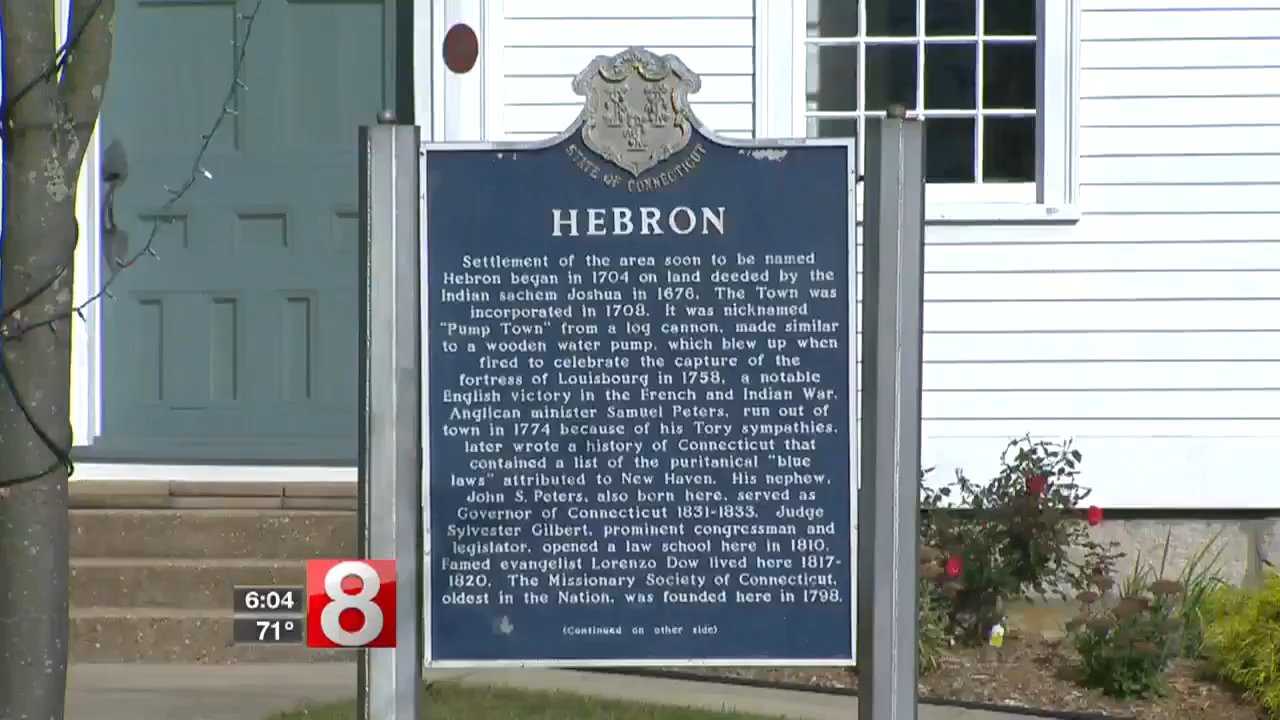 STATE OF CONNECTICUT
HEBRON
Settlement of the area soon to be named
Hebron began in 1704 on land deeded by the
Indian sachem Joshua in 1676. The Town was
incorporated in 1708. It was nicknamed
"Pump Town" from a log cannon, made similar
to a wooden water pump, which blew up when
fired to celebrate the capture of the
fortress of Louisbourg in 1758, a notable
English victory in the French and Indian War.
Anglican minister Samuel Peters, run out of
town in 1774 because of his Tory sympathies,
later wrote a history of Connecticut that
contained a list of the puritanical "blue
laws" attributed to New Haven. His nephew,
John S. Peters, also born here, served as
Governor of Connecticut 1831-1833. Judge
Sylvester Gilbert, prominent congressman and
legislator, opened a law school here in 1810.
Famed evangelist Lorenzo Dow lived here 1817-
1820. The Missionary Society of Connecticut,
oldest in the Nation, was founded here in 1798.
(Continued on other side)
6:04
71°
8